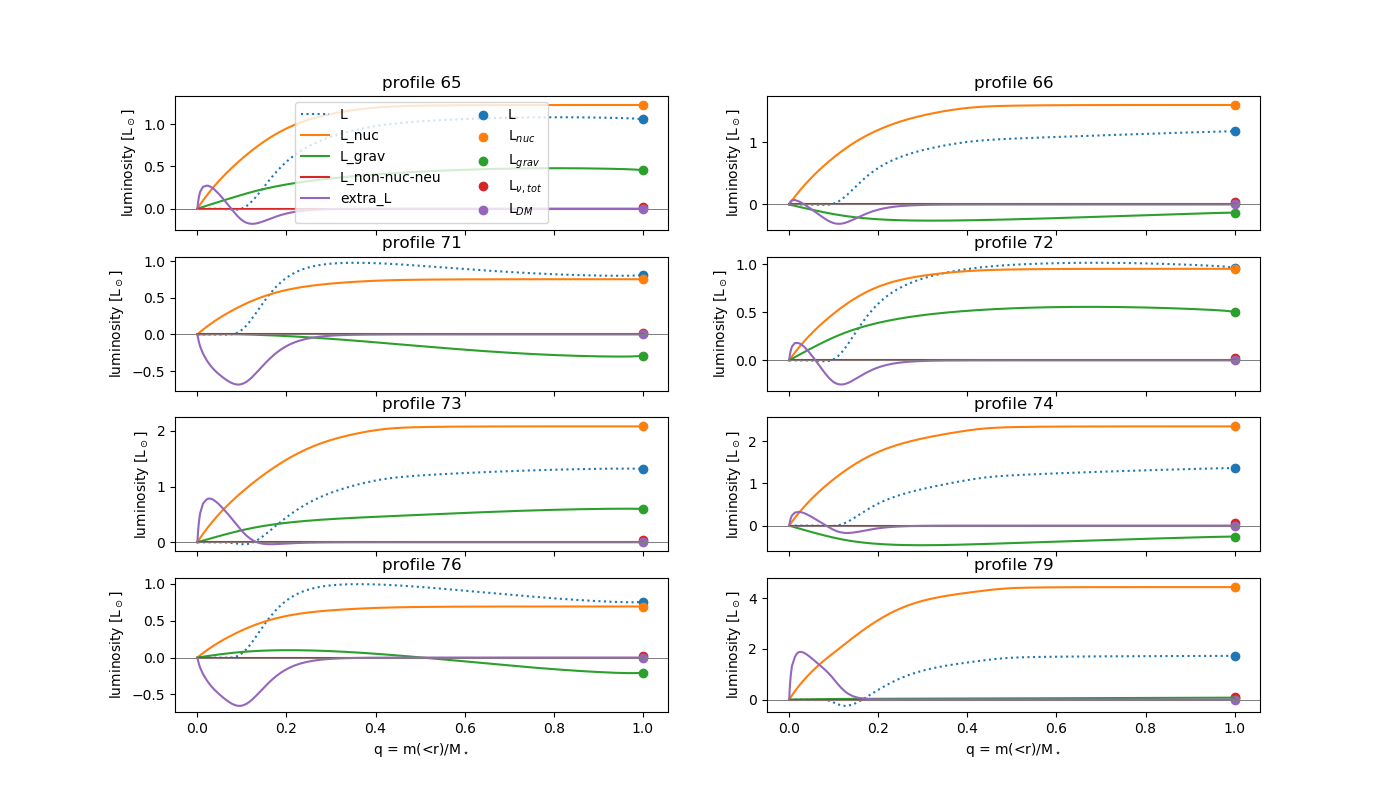 profile 65
luminosity [L⊙]
1.0
0.5
0.0
L
L_nuc
L_grav
L_non-nuc-neu
extra_L
L
L_nuc
L_grav
L_ν,tot
L_DM
profile 66
luminosity [L⊙]
1
0
profile 71
luminosity [L⊙]
1.0
0.5
0.0
−0.5
profile 72
luminosity [L⊙]
1.0
0.5
0.0
profile 73
luminosity [L⊙]
2
1
0
profile 74
luminosity [L⊙]
2
1
0
profile 76
luminosity [L⊙]
1.0
0.5
0.0
−0.5
0.0 0.2 0.4 0.6 0.8 1.0
q = m(<r)/M⋆
profile 79
luminosity [L⊙]
4
2
0
0.0 0.2 0.4 0.6 0.8 1.0
q = m(<r)/M⋆